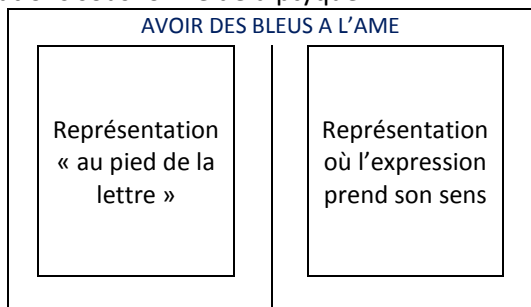 AVOIR DES BLEUS A L’AME
Représentation
« au pied de la
lettre »
Représentation
où l’expression
prend son sens